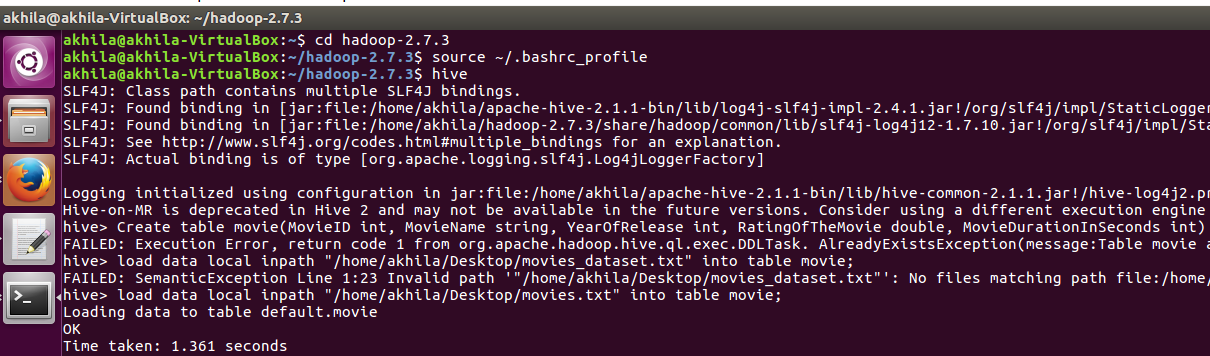 akhila@akhila-VirtualBox: ~/hadoop-2.7.3
akhila@akhila-VirtualBox:~$ cd hadoop-2.7.3
akhila@akhila-VirtualBox:~/hadoop-2.7.3$ source ~/.bashrc_profile
akhila@akhila-VirtualBox:~/hadoop-2.7.3$ hive
SLF4J: Class path contains multiple SLF4J bindings.
SLF4J: Found binding in [jar:file:/home/akhila/apache-hive-2.1.1-bin/lib/log4j-slf4j-impl-2.4.1.jar!/org/slf4j/impl/StaticLogger
SLF4J: Found binding in [jar:file:/home/akhila/hadoop-2.7.3/share/hadoop/common/lib/slf4j-log4j12-1.7.10.jar!/org/slf4j/impl/Sta
SLF4J: See http://www.slf4j.org/codes.html#multiple_bindings for an explanation.
SLF4J: Actual binding is of type [org.apache.logging.slf4j.Log4jLoggerFactory]
Logging initialized using configuration in jar:file:/home/akhila/apache-hive-2.1.1-bin/lib/hive-common-2.1.1.jar!/hive-log4j2.pr
Hive-on-MR is deprecated in Hive 2 and may not be available in the future versions. Consider using a different execution engine
hive> Create table movie(MovieID int, MovieName string, YearOfRelease int, RatingOfTheMovie double, MovieDurationInSeconds int)
FAILED: Execution Error, return code 1 from org.apache.hadoop.hive.ql.exec.DDLTask. AlreadyExistsException(message:Table movie a
hive> load data local inpath "/home/akhila/Desktop/movies_dataset.txt" into table movie;
FAILED: SemanticException Line 1:23 Invalid path '"/home/akhila/Desktop/movies_dataset.txt"': No files matching path file:/home/
hive> load data local inpath "/home/akhila/Desktop/movies.txt" into table movie;
Loading data to table default.movie
OK
Time taken: 1.361 seconds